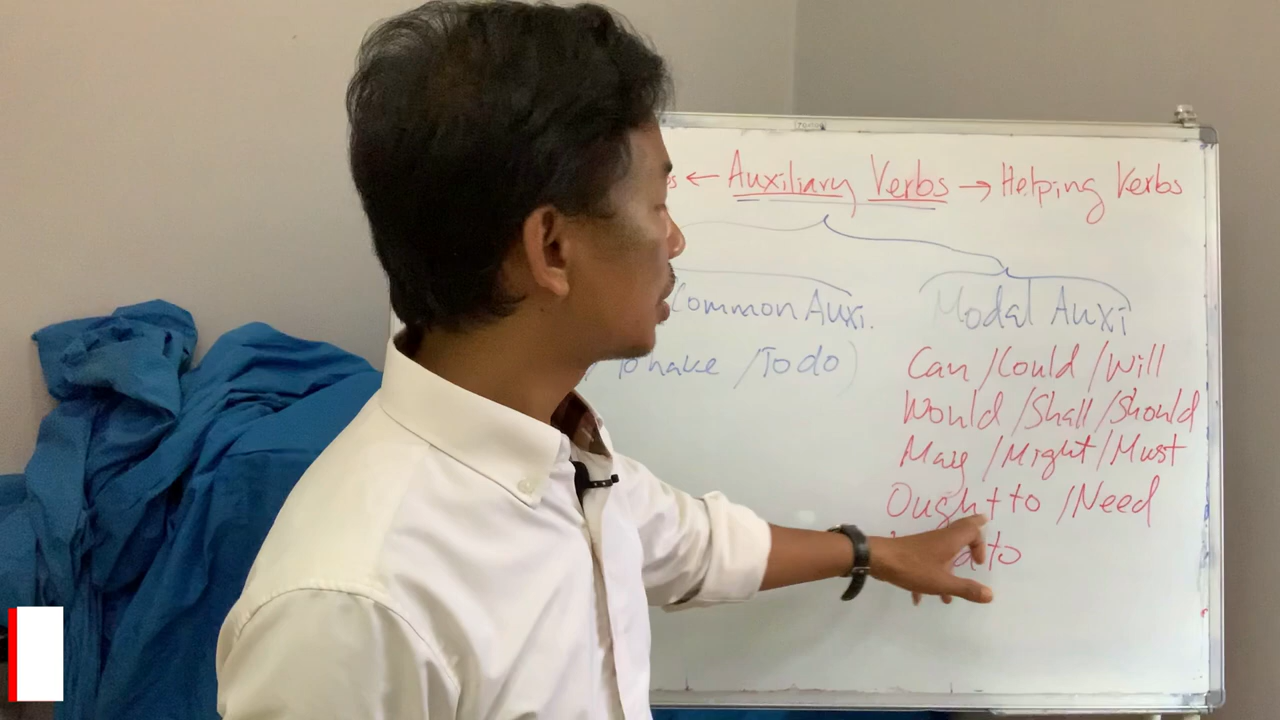 ← Auxiliary Verbs → Helping Verbs
Common Auxi. Modal Auxi
To have / To do)
Can / Could / Will
Would / Shall / Should
May / Might / Must
Ought to / Need
to